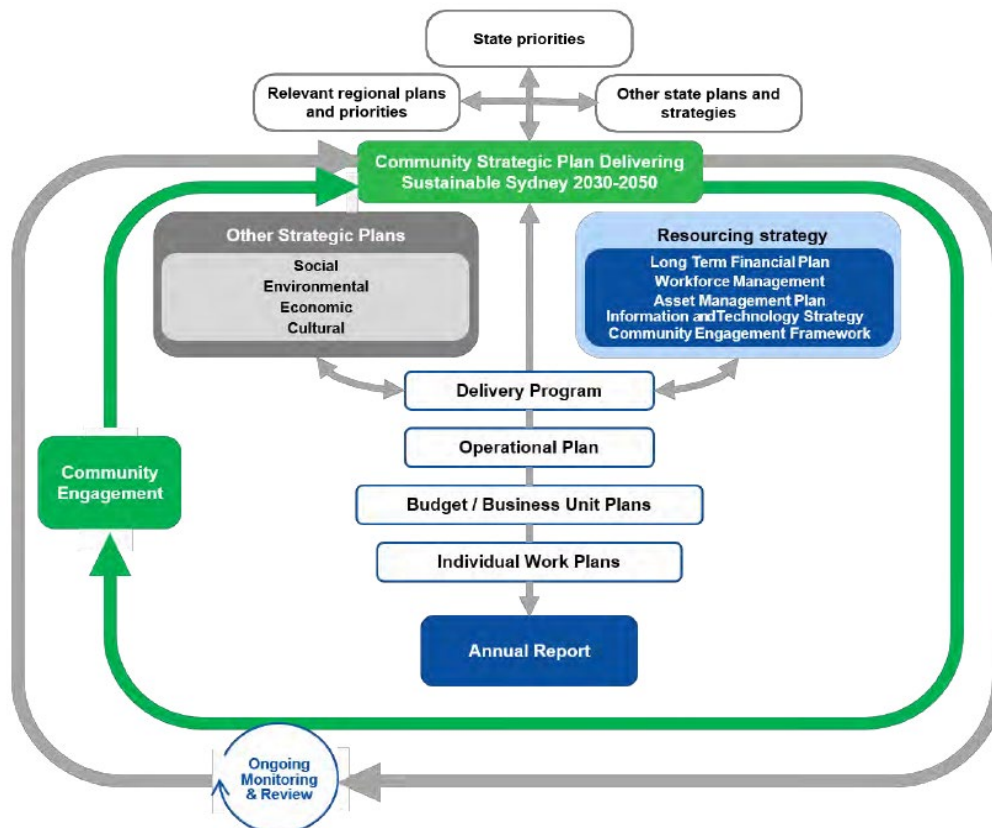 State priorities
Relevant regional plans
and priorities
Other state plans and
strategies
Community Strategic Plan Delivering
Sustainable Sydney 2030-2050
Other Strategic Plans
Social
Environmental
Economic
Cultural
Resourcing strategy
Long Term Financial Plan
Workforce Management
Asset Management Plan
Information and Technology Strategy
Community Engagement Framework
Delivery Program
Operational Plan
Community
Engagement
Budget / Business Unit Plans
Individual Work Plans
Annual Report
Ongoing
Monitoring
& Review